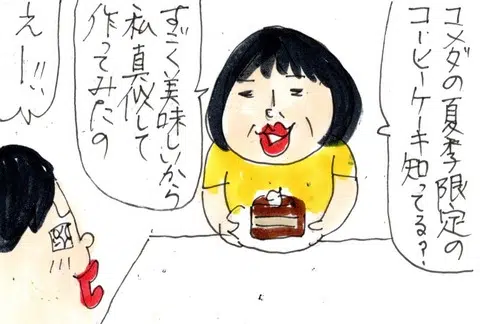 コメダの夏季限定の
コーヒーケーキ知ってる?
すごく美味しいから
私真似して
作ってみたの
えー!!